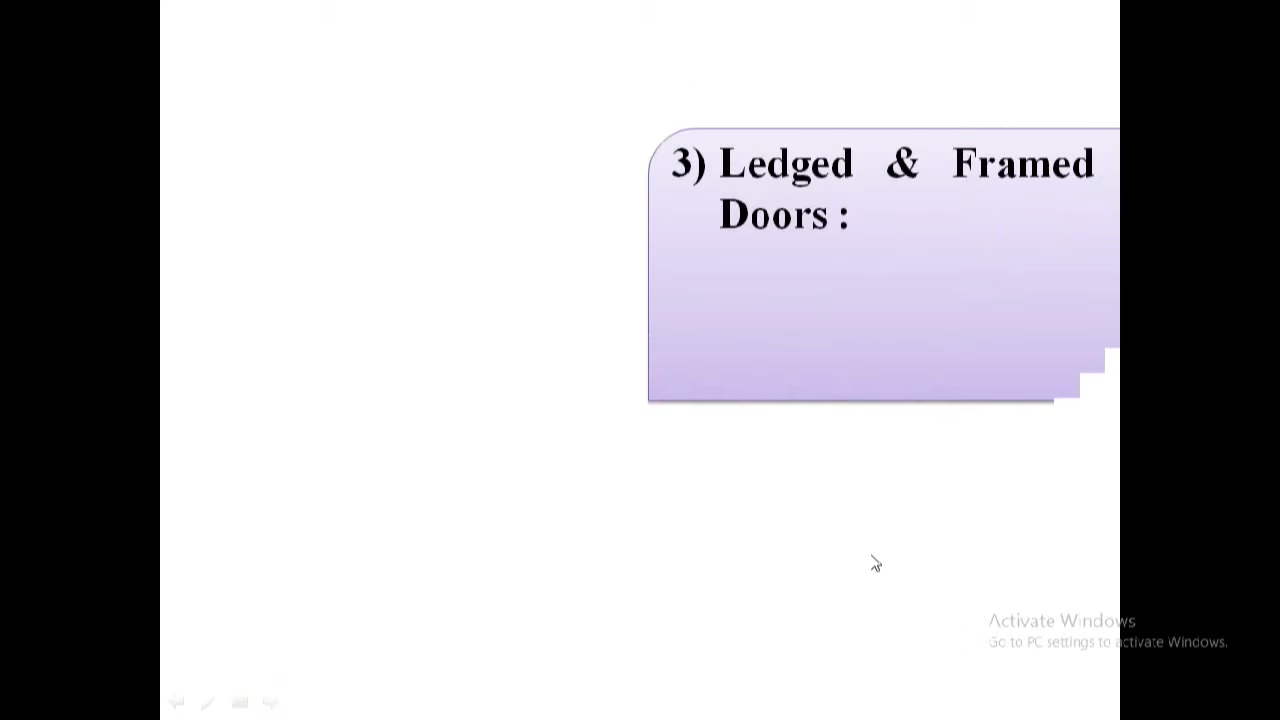 3) Ledged & Framed
Doors :
Activate Windows
Go to PC settings to activate Windows.